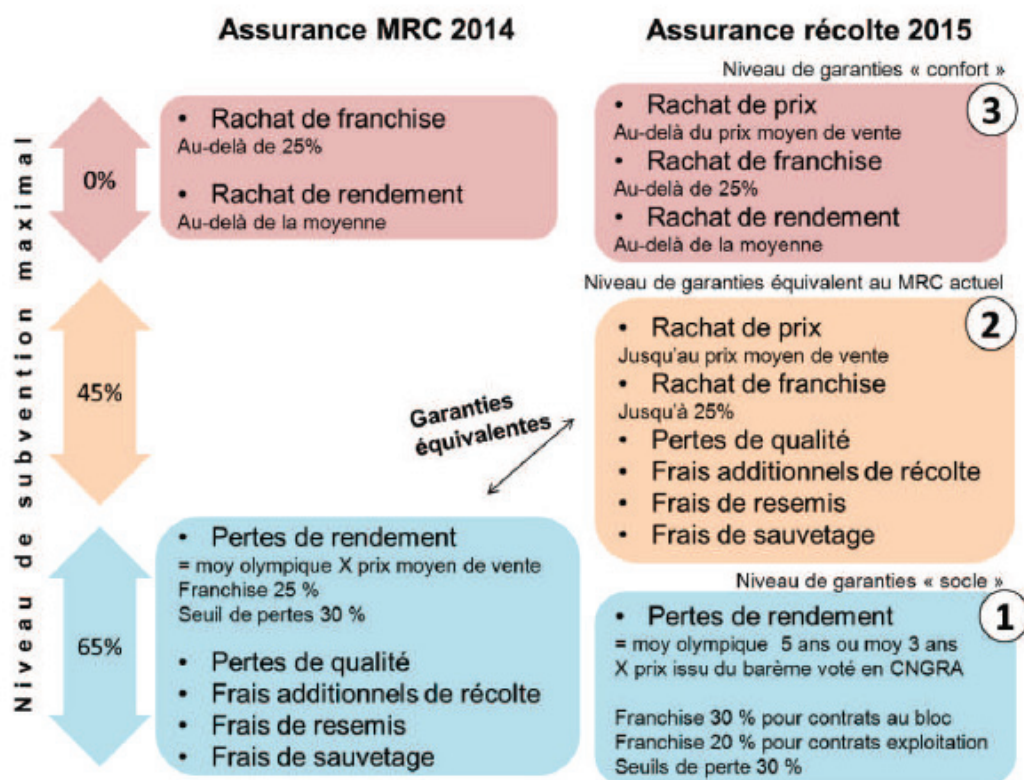 Assurance MRC 2014
Assurance récolte 2015
Niveau de subvention maximal
0%
45%
65%
• Rachat de franchise
Au-delà de 25%
• Rachat de rendement
Au-delà de la moyenne
Garanties
équivalentes
• Pertes de rendement
= moy olympique X prix moyen de vente
Franchise 25 %
Seuil de pertes 30 %
• Pertes de qualité
• Frais additionnels de récolte
• Frais de resemis
• Frais de sauvetage
Niveau de garanties « confort »
3
• Rachat de prix
Au-delà du prix moyen de vente
• Rachat de franchise
Au-delà de 25%
• Rachat de rendement
Au-delà de la moyenne
Niveau de garanties équivalent au MRC actuel
2
• Rachat de prix
Jusqu'au prix moyen de vente
• Rachat de franchise
Jusqu'à 25%
• Pertes de qualité
• Frais additionnels de récolte
• Frais de resemis
• Frais de sauvetage
Niveau de garanties « socle »
1
• Pertes de rendement
= moy olympique 5 ans ou moy 3 ans
X prix issu du barème voté en CNGRA
Franchise 30 % pour contrats au bloc
Franchise 20 % pour contrats exploitation
Seuils de perte 30 %